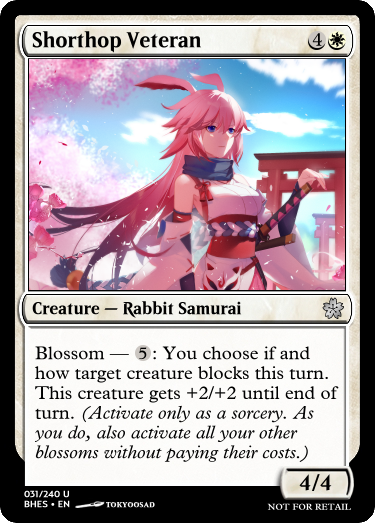 Shorthop Veteran 4
Creature — Rabbit Samurai
Blossom — 5: You choose if and
how target creature blocks this turn.
This creature gets +2/+2 until end of
turn. (Activate only as a sorcery. As
you do, also activate all your other
blossoms without paying their costs.)
4/4
031/240 U
BHES • EN TOKYOOSAD
NOT FOR RETAIL